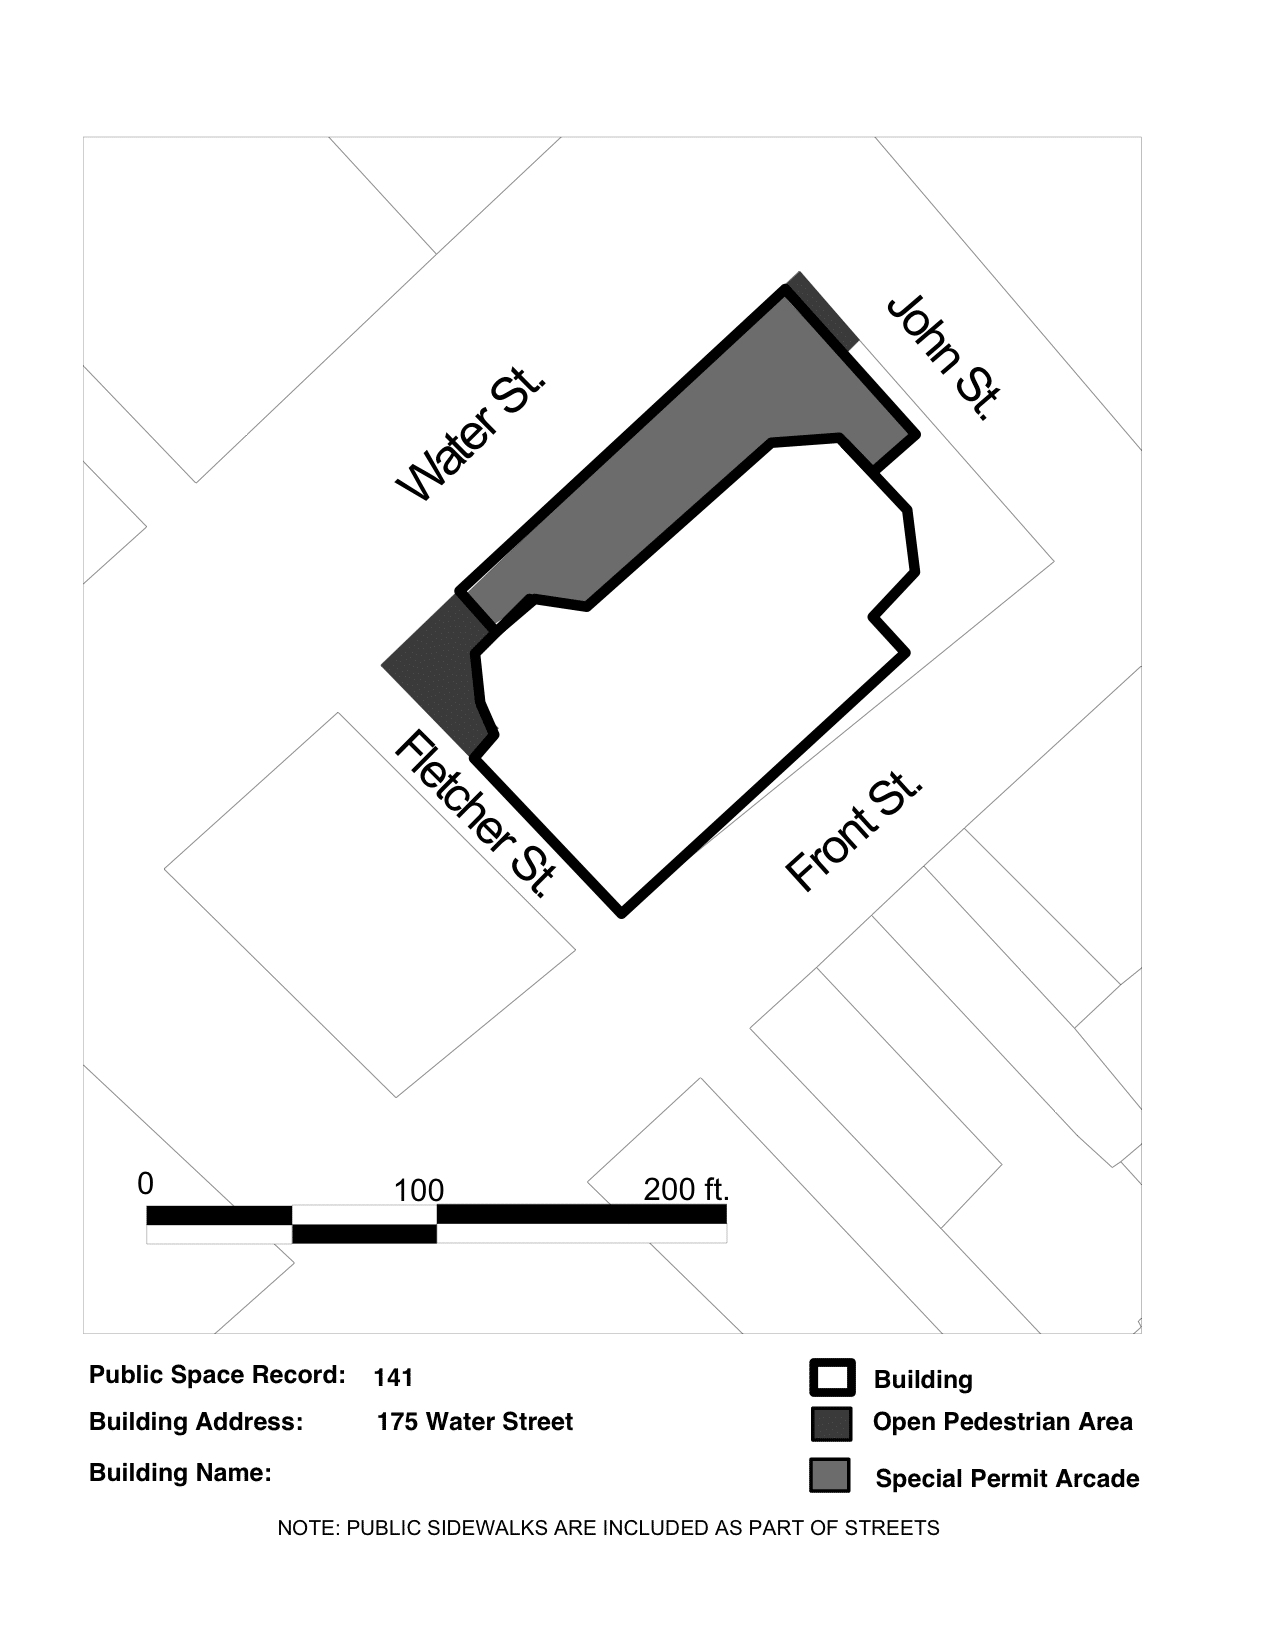 John St.
Water St.
Fletcher St.
Front St.
0 100 200 ft.
Public Space Record: 141
Building Address: 175 Water Street
Building Name:
Building
Open Pedestrian Area
Special Permit Arcade
NOTE: PUBLIC SIDEWALKS ARE INCLUDED AS PART OF STREETS